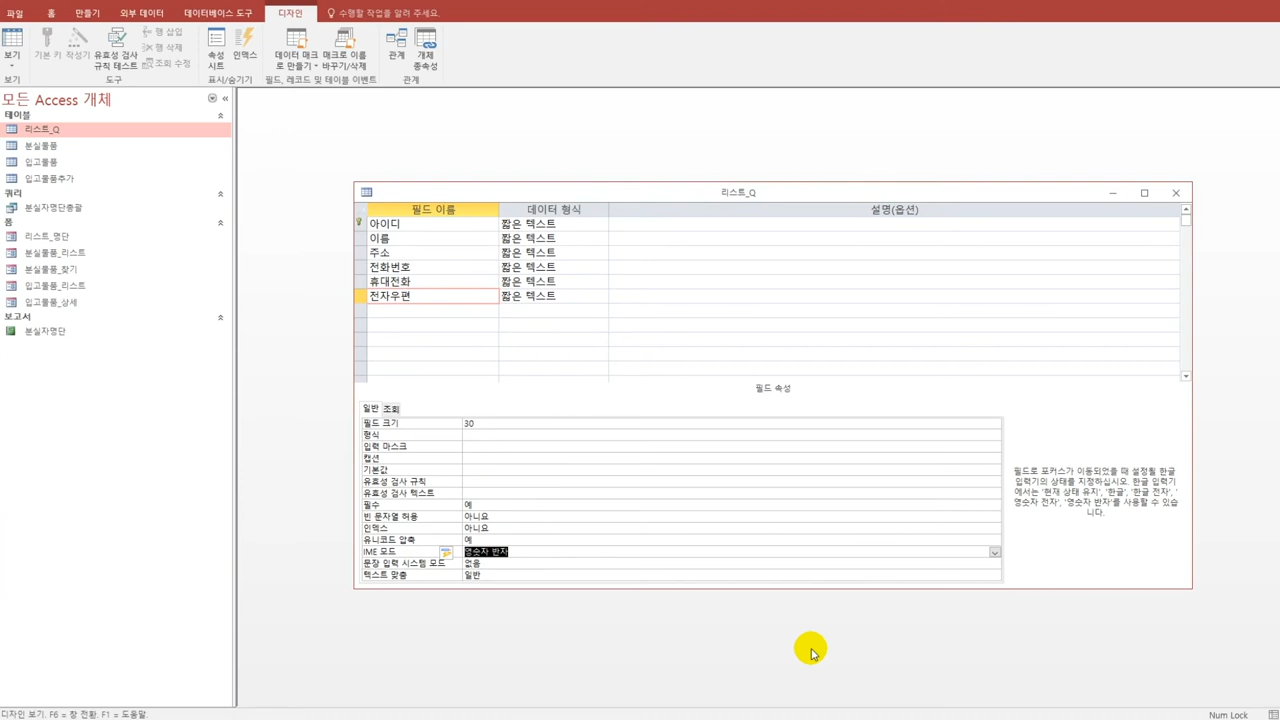 파일 홈 만들기 외부 데이터 데이터베이스 도구 디자인 수행할 작업을 알려 주세요.
보기
기본 키
작성기
유효성 검사
규칙 테스트
행 삽입
행 삭제
조회 수정
속성
시트
인덱스
데이터 매크
로 만들기
매크로 이름
바꾸기/삭제
관계
개체
종속성
보기 도구 표시/숨기기 필드, 레코드 및 테이블 이벤트 관계
모든 Access 개체
테이블
리스트_Q
분실물품
입고물품
입고물품추가
쿼리
분실자명단총괄
폼
리스트_명단
분실물품_리스트
분실물품_찾기
입고물품_리스트
입고물품_상세
보고서
분실자명단
리스트_Q
필드 이름 데이터 형식 설명(옵션)
아이디 짧은 텍스트
이름 짧은 텍스트
주소 짧은 텍스트
전화번호 짧은 텍스트
휴대전화 짧은 텍스트
전자우편 짧은 텍스트
필드 속성
일반 조회
필드 크기 30
형식
입력 마스크
캡션
기본값
유효성 검사 규칙
유효성 검사 텍스트
필수 예
빈 문자열 허용 아니요
인덱스 아니요
유니코드 압축 예
IME 모드 영숫자 반자
문장 입력 시스템 모드 없음
텍스트 맞춤 일반
필드로 포커스가 이동되었을 때 설정될 한글
입력기의 상태를 지정하십시오. 한글 입력기
에서는 '현재 상태 유지', '한글', '한글 전자', '
영숫자 전자', '영숫자 반자'를 사용할 수 있습
니다.
디자인 보기. F6 = 창 전환. F1 = 도움말. Num Lock